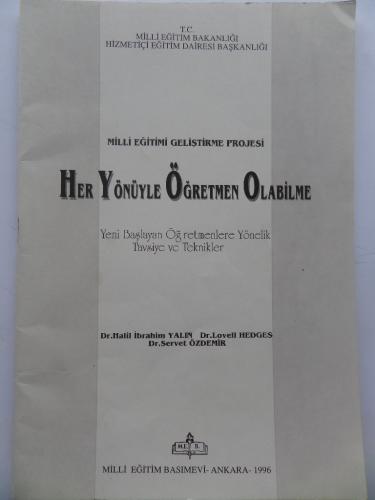 T.C.
MİLLİ EĞİTİM BAKANLIĞI
HİZMETİÇİ EĞİTİM DAİRESİ BAŞKANLIĞI
MİLLİ EĞİTİMİ GELİŞTİRME PROJESİ
HER YÖNÜYLE ÖĞRETMEN OLABİLME
Yeni Başlayan Öğretmenlere Yönelik
Tavsiye ve Teknikler
Dr.Halil İbrahim YALIN Dr.Lovell HEDGES
Dr.Servet ÖZDEMİR
M.E. B.
MİLLİ EĞİTİM BASIMEVİ- ANKARA- 1996